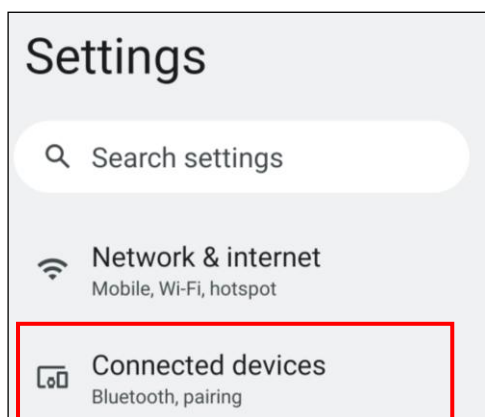 Settings
Search settings
Network & internet
Mobile, Wi-Fi, hotspot
Connected devices
Bluetooth, pairing